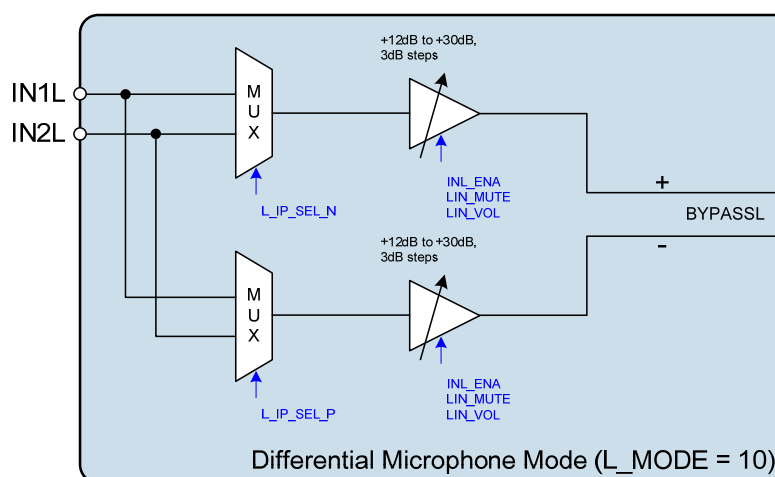 +12dB to +30dB,
3dB steps
IN1L
IN2L
M
U
X
L_IP_SEL_N
INL_ENA
LIN_MUTE
LIN_VOL
+
BYPASSL
-
+12dB to +30dB,
3dB steps
M
U
X
L_IP_SEL_P
INL_ENA
LIN_MUTE
LIN_VOL
Differential Microphone Mode (L_MODE = 10)